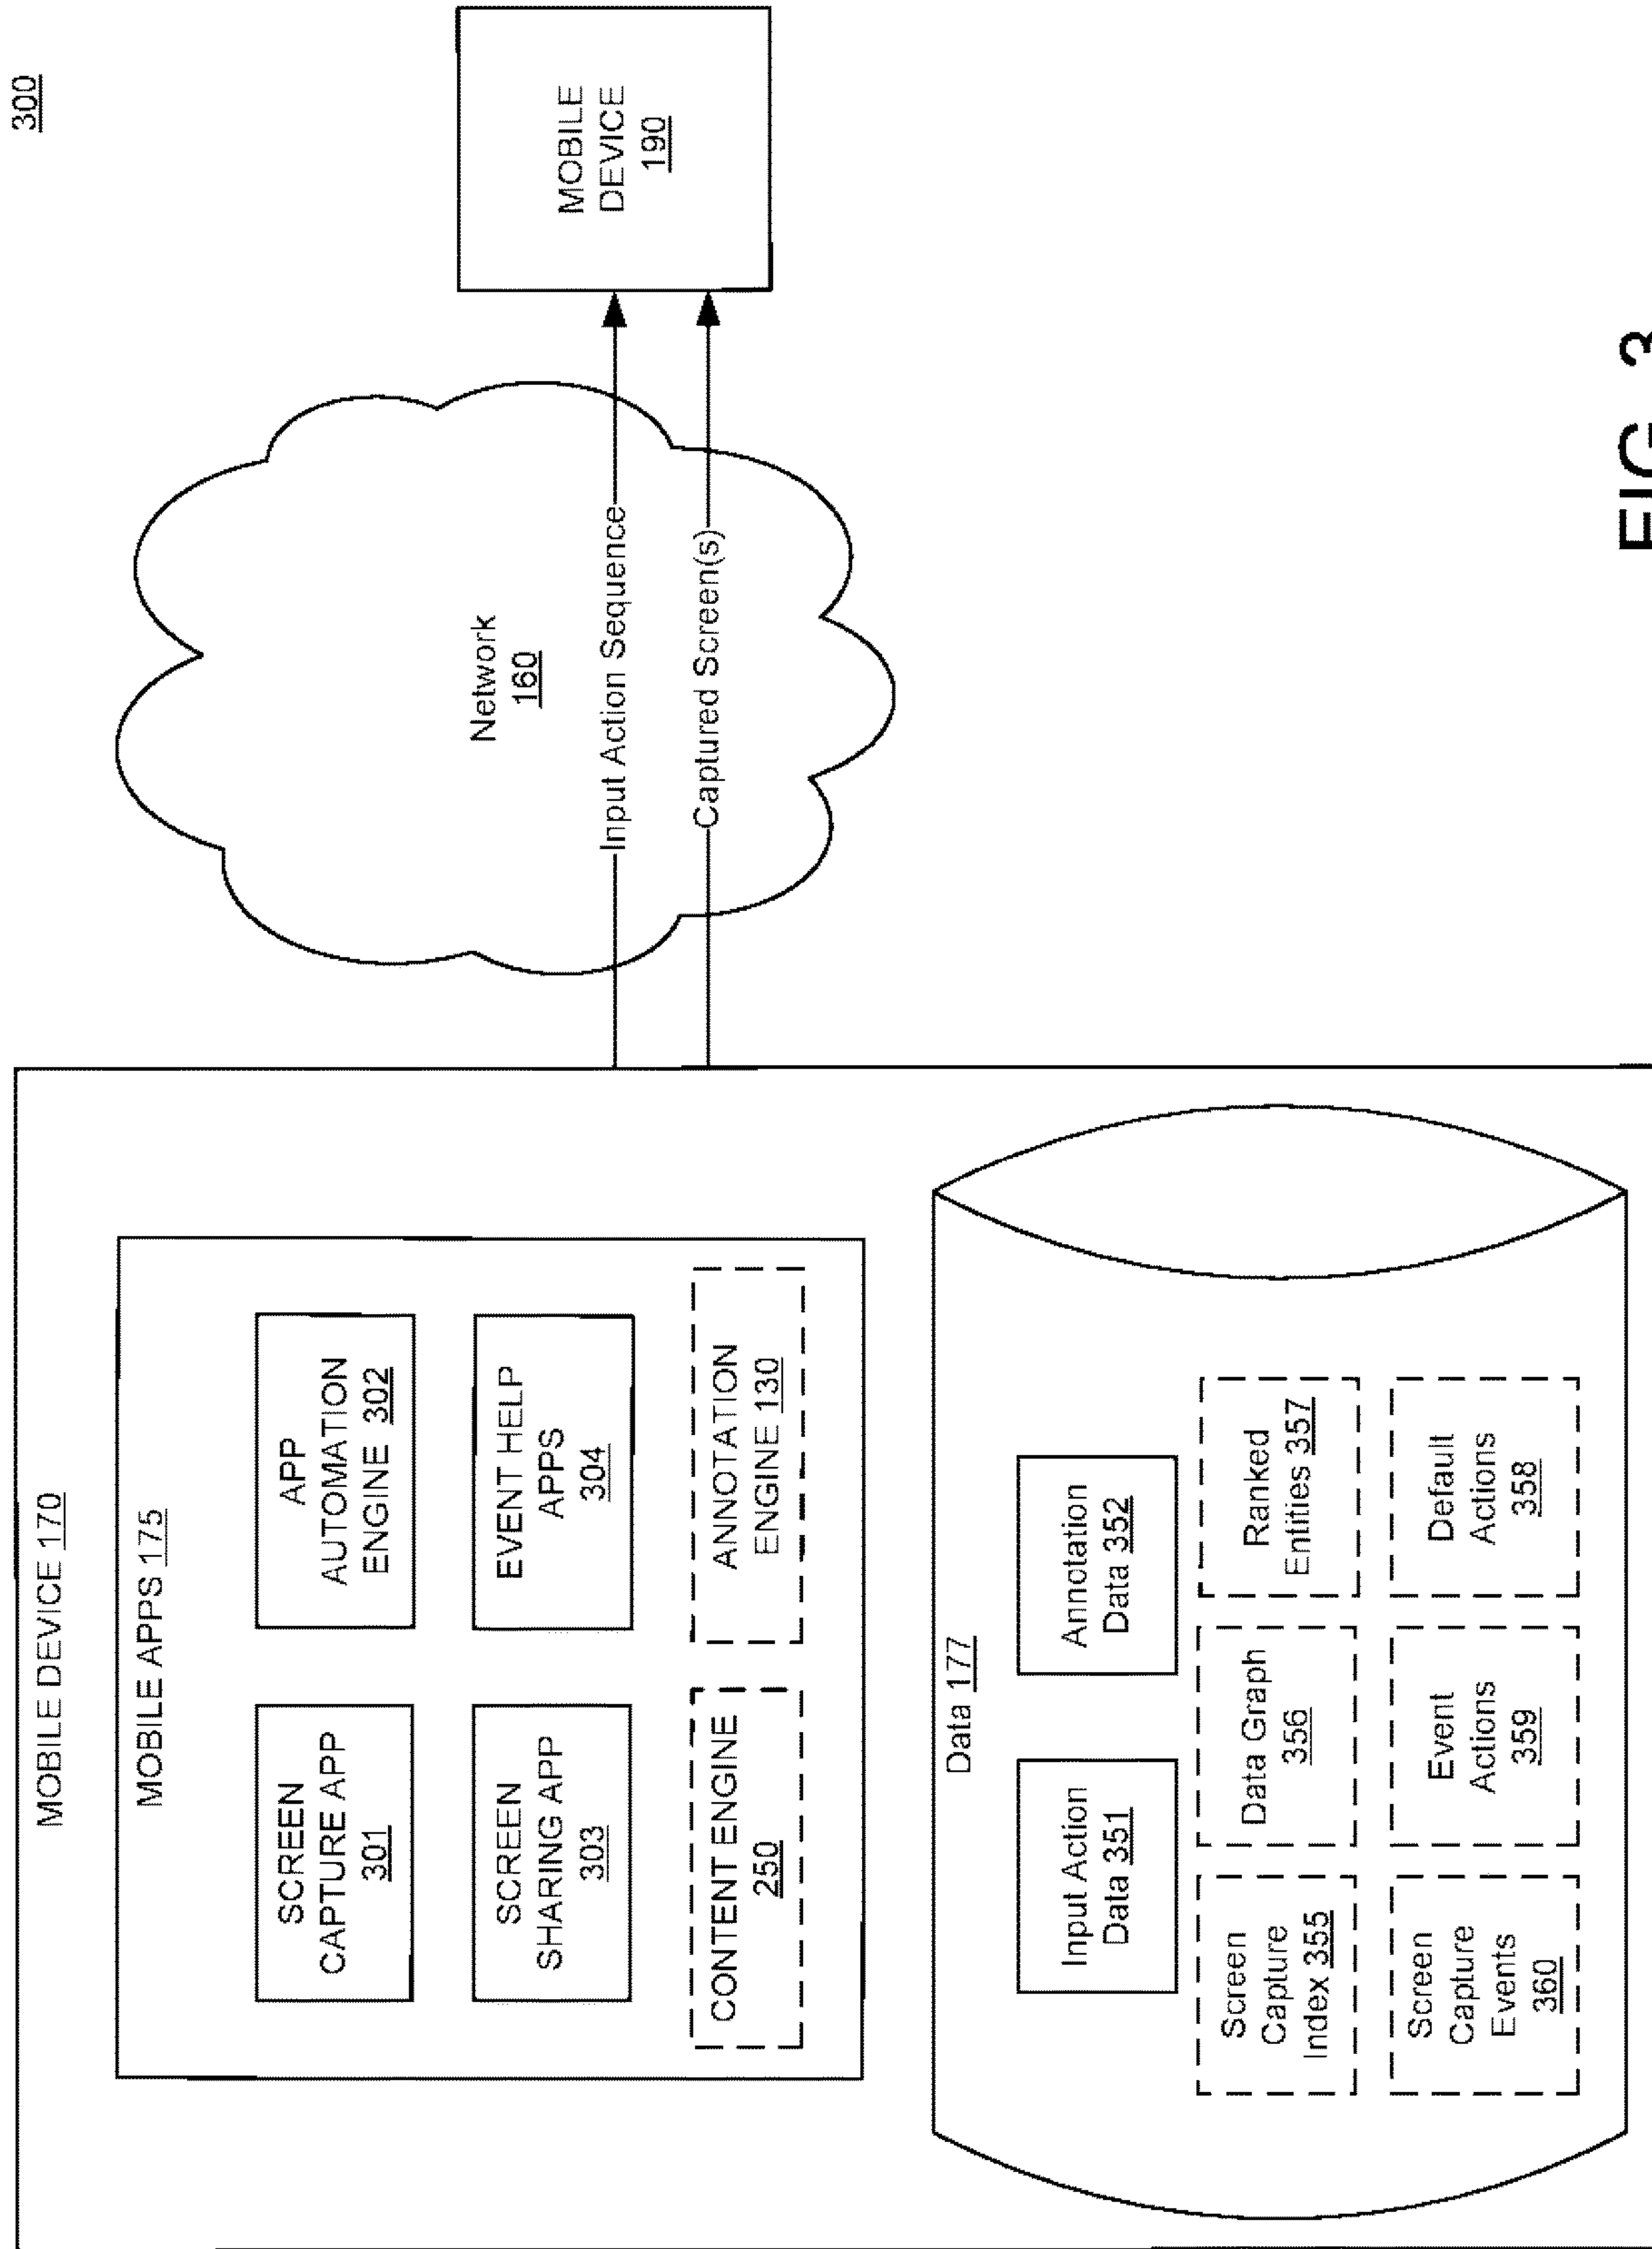 300
MOBILE DEVICE 170
MOBILE APPS 175
SCREEN
CAPTURE APP
301
APP
AUTOMATION
ENGINE 302
SCREEN
SHARING APP
303
EVENT HELP
APPS
304
CONTENT ENGINE
250
ANNOTATION
ENGINE 130
Data 177
Input Action
Data 351
Annotation
Data 352
Screen
Capture
Index 355
Data Graph
356
Ranked
Entities 357
Screen
Capture
Events
360
Event
Actions
359
Default
Actions
358
Network
160
Input Action Sequence
Captured Screen(s)
MOBILE
DEVICE
190
FIG. 3